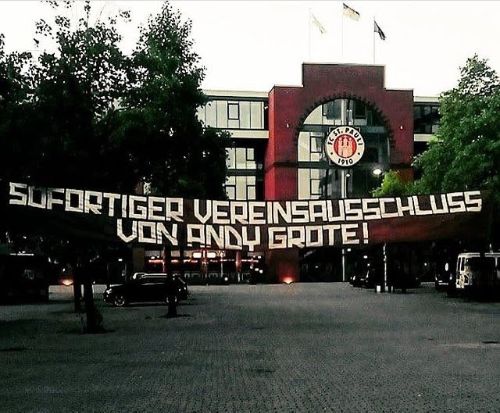 FC ST. PAULI
1910
SOFORTIGER VEREINSAUSSCHLUSS
VON ANDY GROTE!